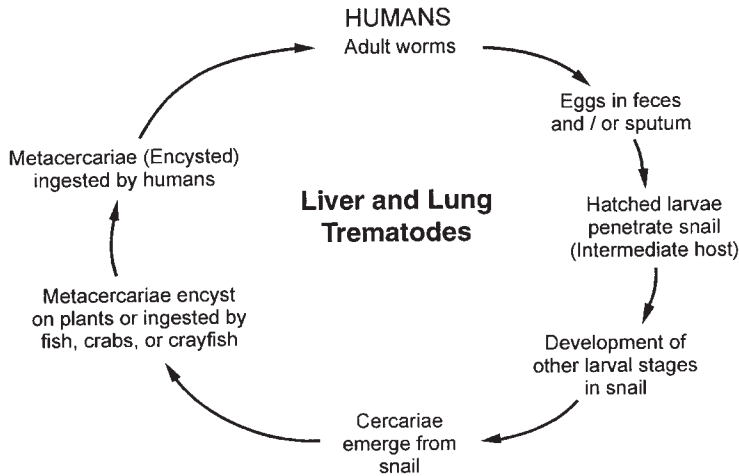 HUMANS
Adult worms
Eggs in feces
and / or sputum
Hatched larvae
penetrate snail
(Intermediate host)
Development of
other larval stages
in snail
Cercariae
emerge from
snail
Metacercariae encyst
on plants or ingested by
fish, crabs, or crayfish
Metacercariae (Encysted)
ingested by humans
Liver and Lung
Trematodes